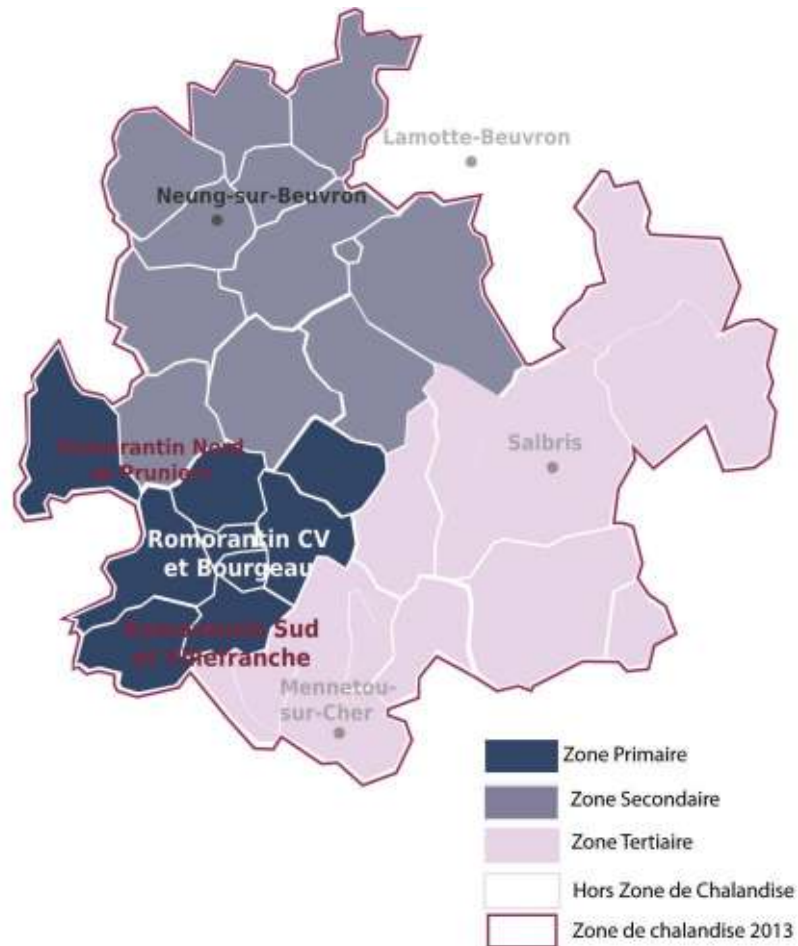 Lamotte-Beuvron
Neung-sur-Beuvron
Salbris
Romorantin Nord
et Pruniers
Romorantin CV
et Bourgeau
Romorantin Sud
et Villefranche
Mennetou-
sur-Cher
Zone Primaire
Zone Secondaire
Zone Tertiaire
Hors Zone de Chalandise
Zone de chalandise 2013